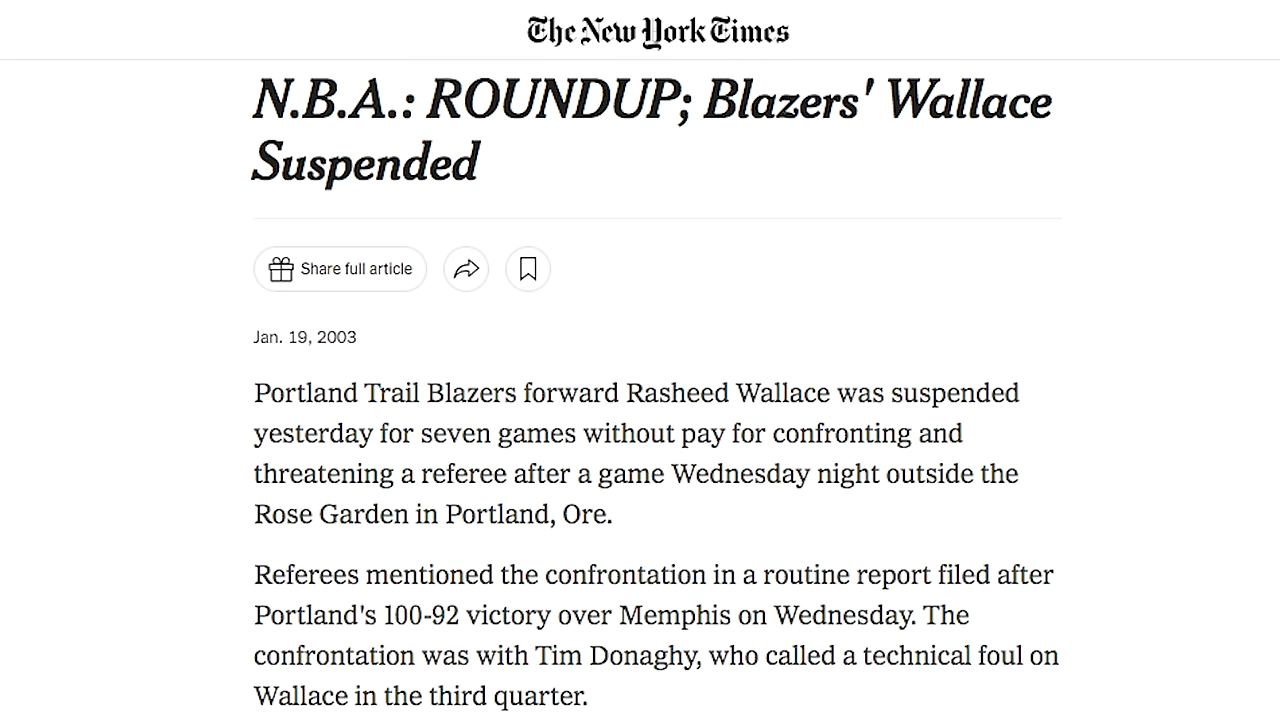 The New York Times
N.B.A.: ROUNDUP; Blazers' Wallace
Suspended
Share full article
Jan. 19, 2003
Portland Trail Blazers forward Rasheed Wallace was suspended
yesterday for seven games without pay for confronting and
threatening a referee after a game Wednesday night outside the
Rose Garden in Portland, Ore.
Referees mentioned the confrontation in a routine report filed after
Portland's 100-92 victory over Memphis on Wednesday. The
confrontation was with Tim Donaghy, who called a technical foul on
Wallace in the third quarter.